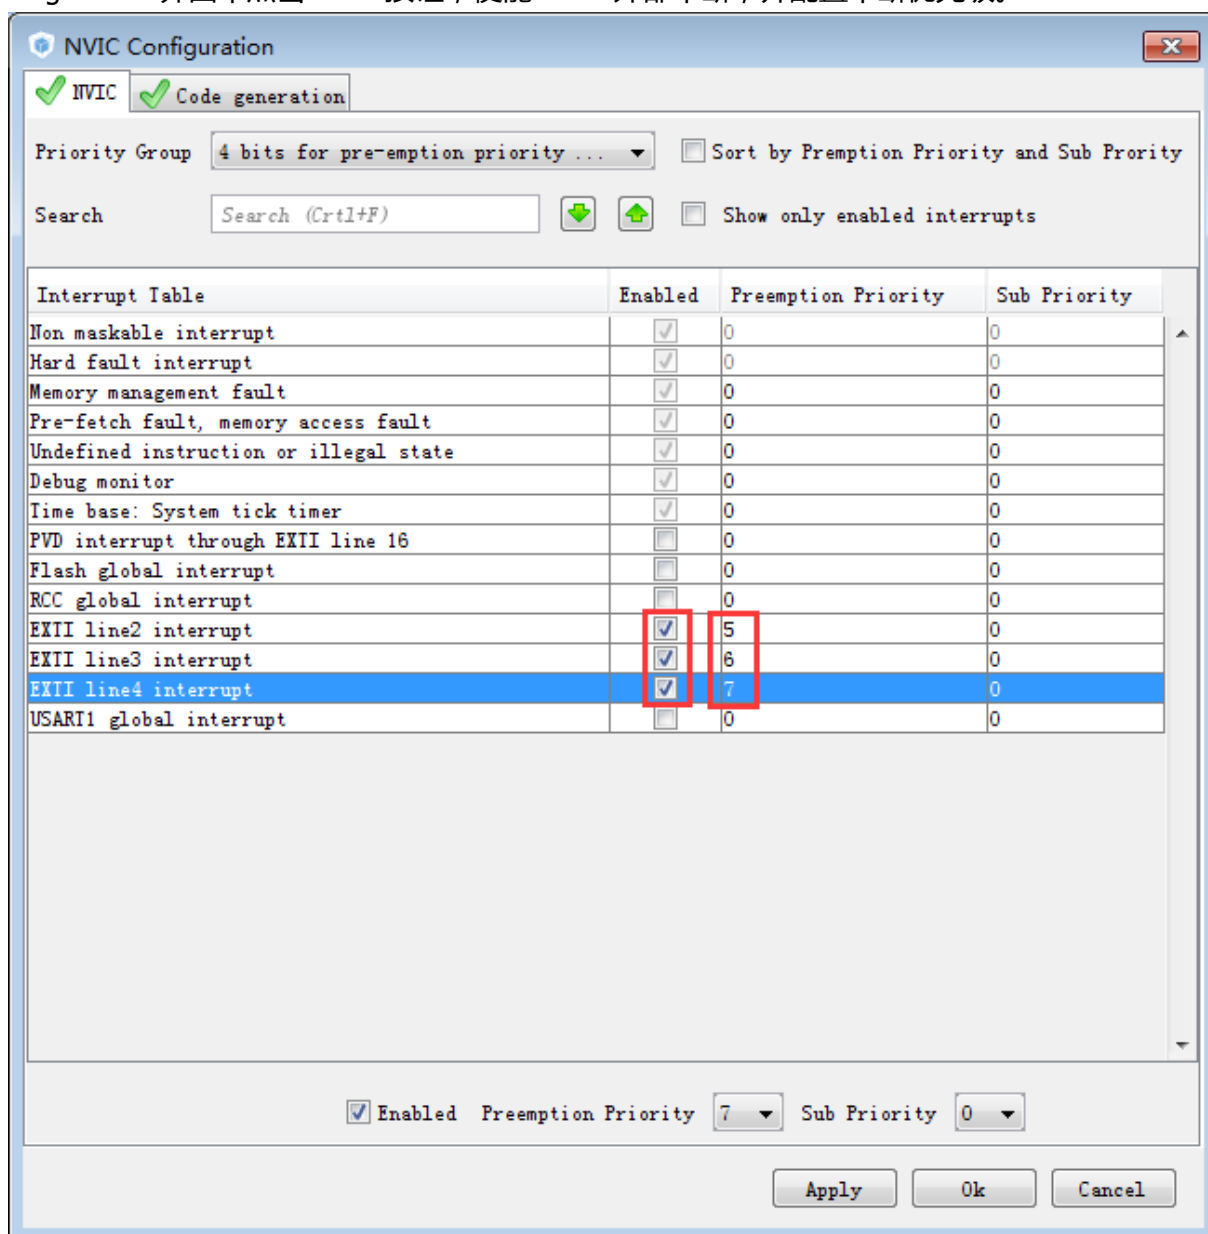 NVIC Configuration
NVIC Code generation
Priority Group 4 bits for pre-emption priority ... Sort by Premption Priority and Sub Prority
Search Search (Crtl+F) Show only enabled interrupts
Interrupt Table Enabled Preemption Priority Sub Priority
Non maskable interrupt 0 0
Hard fault interrupt 0 0
Memory management fault 0 0
Pre-fetch fault, memory access fault 0 0
Undefined instruction or illegal state 0 0
Debug monitor 0 0
Time base: System tick timer 0 0
PVD interrupt through EXTI line 16 0 0
Flash global interrupt 0 0
RCC global interrupt 0 0
EXTI line2 interrupt 5 0
EXTI line3 interrupt 6 0
EXTI line4 interrupt 7 0
USART1 global interrupt 0 0
Enabled Preemption Priority 7 Sub Priority 0
Apply Ok Cancel